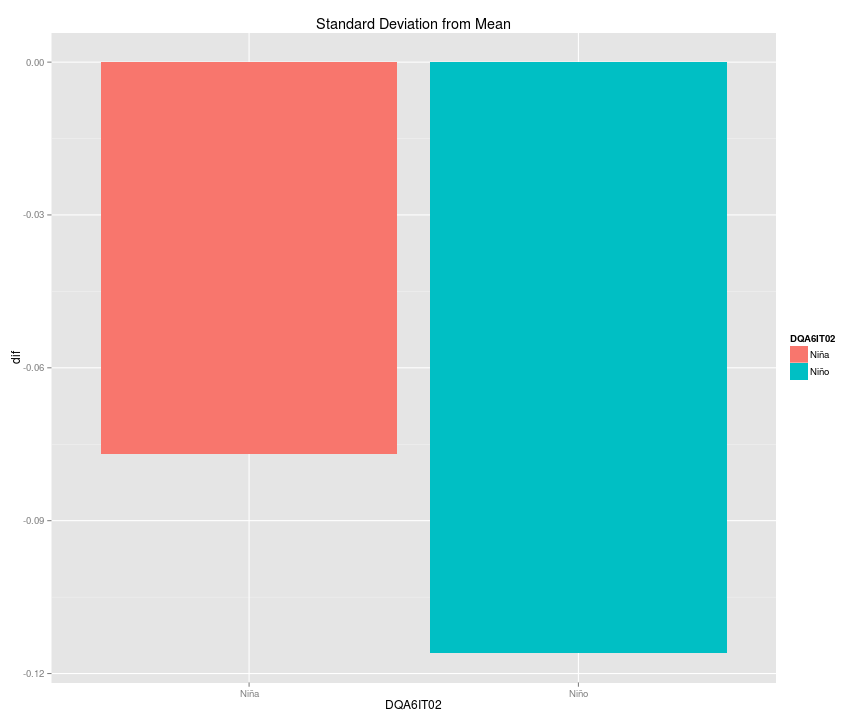 Standard Deviation from Mean
0.00
-0.03
-0.06
-0.09
-0.12
dif
Niña
Niño
DQA6IT02
DQA6IT02
Niña
Niño